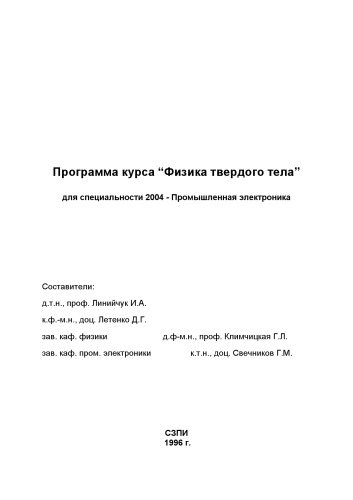 Программа курса “Физика твердого тела”
для специальности 2004 - Промышленная электроника
Составители:
д.т.н., проф. Линийчук И.А.
к.ф.-м.н., доц. Летенко Д.Г.
зав. каф. физики д.ф-м.н., проф. Климчицкая Г.Л.
зав. каф. пром. электроники к.т.н., доц. Свечников Г.М.
СЗПИ
1996 г.